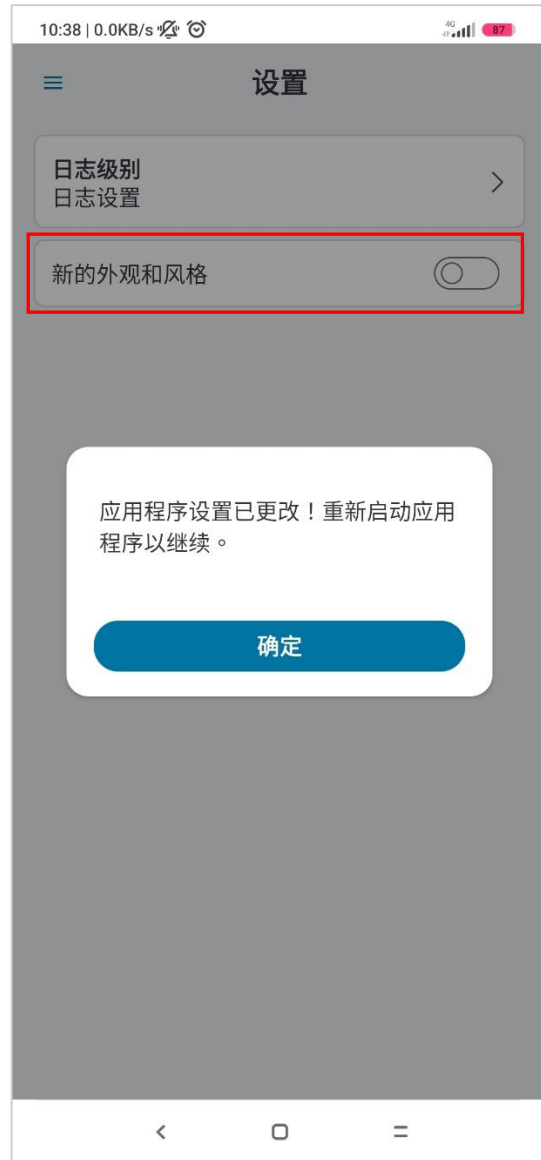 10:38 | 0.0KB/s
4G
87
设置
日志级别
日志设置
新的外观和风格
应用程序设置已更改！重新启动应用
程序以继续。
确定